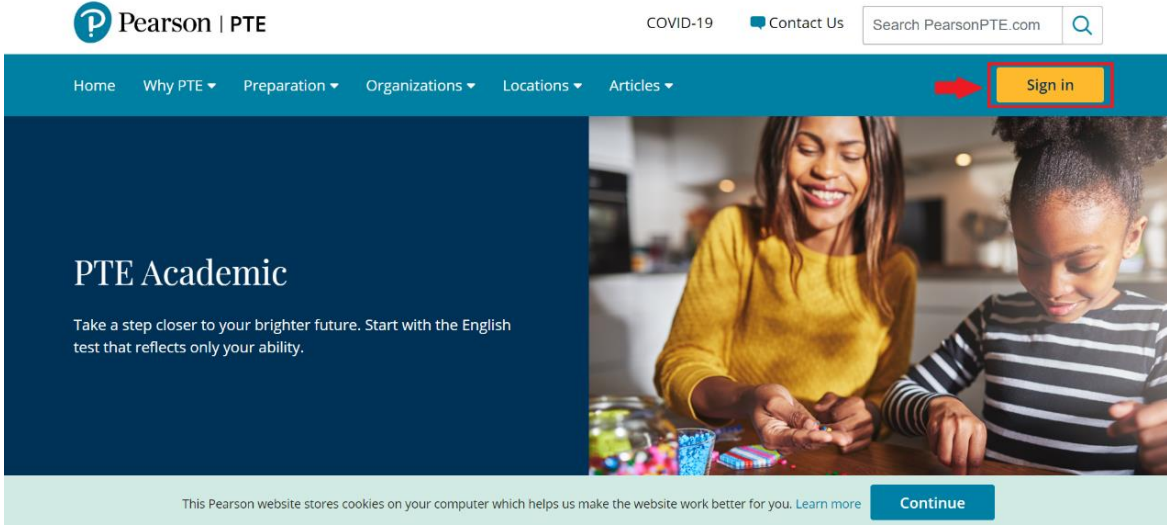 Pearson | PTE
COVID-19
Contact Us
Search PearsonPTE.com
Home
Why PTE
Preparation
Organizations
Locations
Articles
Sign in
PTE Academic
Take a step closer to your brighter future. Start with the English
test that reflects only your ability.
This Pearson website stores cookies on your computer which helps us make the website work better for you. Learn more
Continue